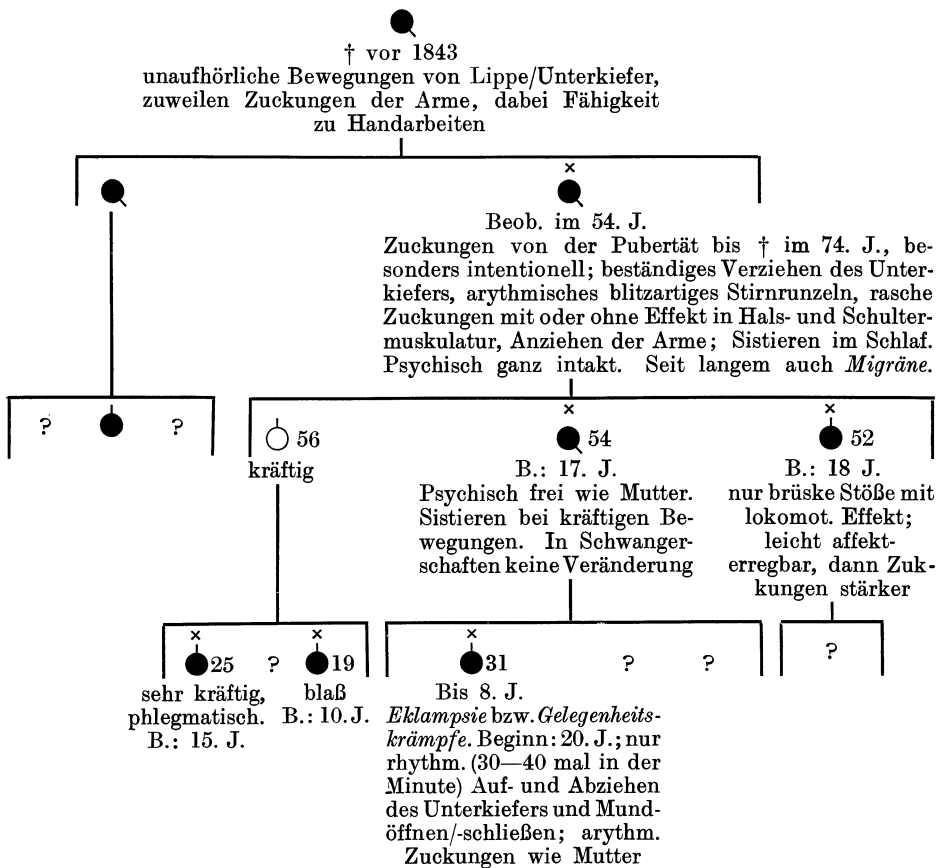 † vor 1843
unaufhörliche Bewegungen von Lippe/Unterkiefer,
zuweilen Zuckungen der Arme, dabei Fähigkeit
zu Handarbeiten
×
Beob. im 54. J.
Zuckungen von der Pubertät bis † im 74. J., be-
sonders intentionell; beständiges Verziehen des Unter-
kiefers, arythmisches blitzartiges Stirnrunzeln, rasche
Zuckungen mit oder ohne Effekt in Hals- und Schulter-
muskulatur, Anziehen der Arme; Sistieren im Schlaf.
Psychisch ganz intakt. Seit langem auch Migräne.
? ?
56
kräftig
×
54
B.: 17. J.
Psychisch frei wie Mutter.
Sistieren bei kräftigen Be-
wegungen. In Schwanger-
schaften keine Veränderung
×
52
B.: 18 J.
nur brüske Stöße mit
lokomot. Effekt;
leicht affekt-
erregbar, dann Zuk-
kungen stärker
×
25
sehr kräftig,
phlegmatisch.
B.: 15. J.
?
×
19
blaß
B.: 10. J.
×
31
Bis 8. J.
Eklampsie bzw. Gelegenheits-
krämpfe. Beginn: 20. J.; nur
rhythm. (30—40 mal in der
Minute) Auf- und Abziehen
des Unterkiefers und Mund-
öffnen/-schließen; arythm.
Zuckungen wie Mutter
? ?
?